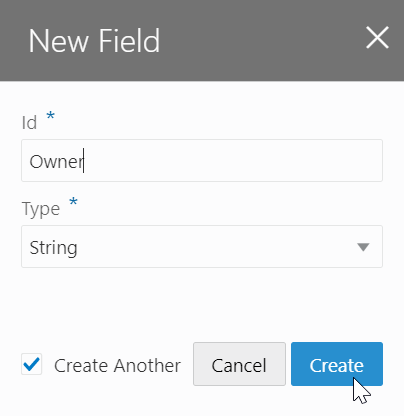 New Field
Id *
Owner
Type *
String
Create Another Cancel Create